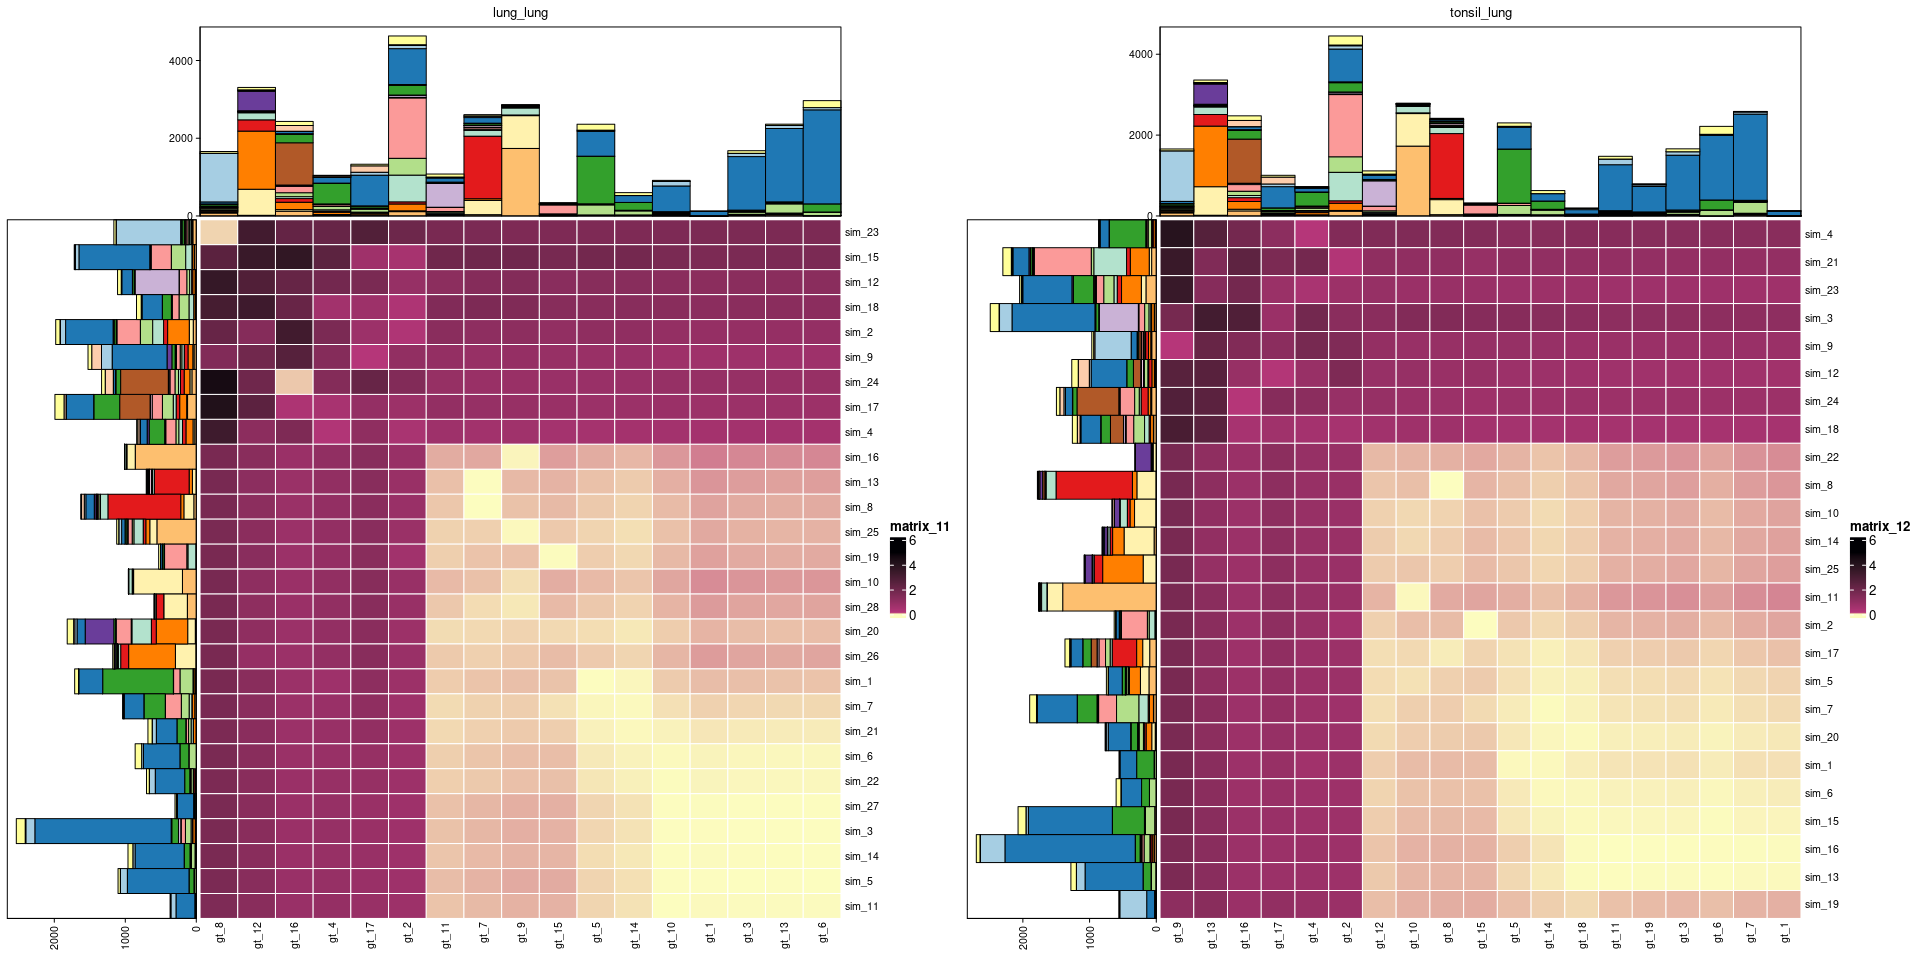 lung_lung
4000
2000
0
sim_23
sim_15
sim_12
sim_18
sim_2
sim_9
sim_24
sim_17
sim_4
sim_16
sim_13
sim_8
sim_25
sim_19
sim_10
sim_28
sim_20
sim_26
sim_1
sim_7
sim_21
sim_6
sim_22
sim_27
sim_3
sim_14
sim_5
sim_11
matrix_11
6
4
2
0
2000
1000
0
gt_8
gt_12
gt_16
gt_4
gt_17
gt_2
gt_11
gt_7
gt_9
gt_15
gt_5
gt_14
gt_10
gt_1
gt_3
gt_13
gt_6
tonsil_lung
4000
2000
0
sim_4
sim_21
sim_23
sim_3
sim_9
sim_12
sim_24
sim_18
sim_22
sim_8
sim_10
sim_14
sim_25
sim_11
sim_2
sim_17
sim_5
sim_7
sim_20
sim_1
sim_6
sim_15
sim_16
sim_13
sim_19
matrix_12
6
4
2
0
2000
1000
0
gt_9
gt_13
gt_16
gt_17
gt_4
gt_2
gt_12
gt_10
gt_8
gt_15
gt_5
gt_14
gt_18
gt_11
gt_19
gt_3
gt_6
gt_7
gt_1